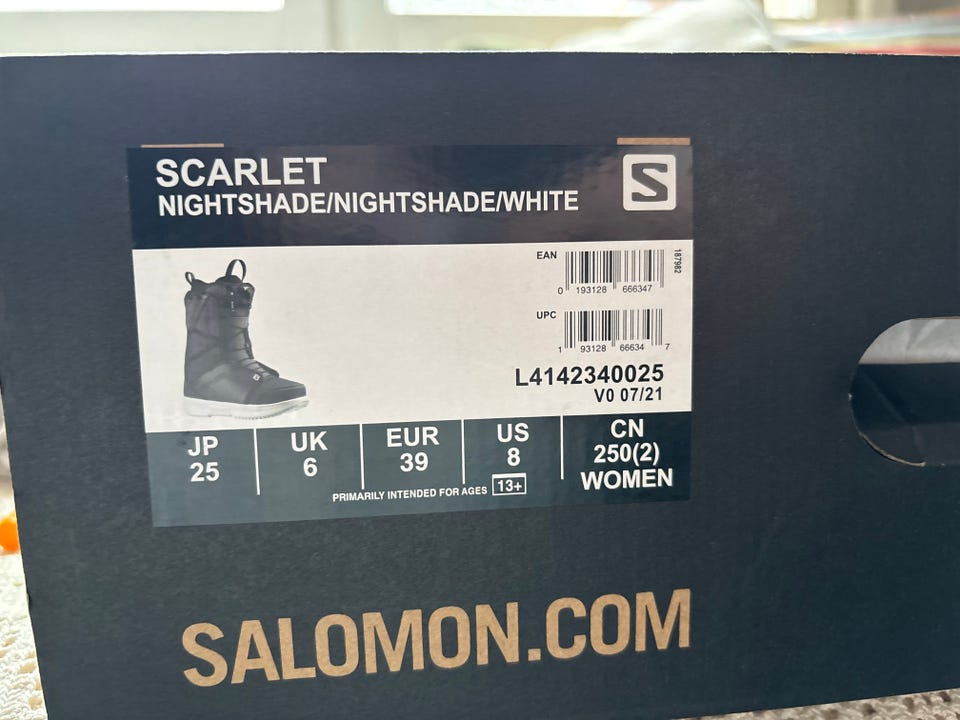 SCARLET
NIGHTSHADE/NIGHTSHADE/WHITE
S
EAN
0 193128 666347
187982
UPC
1 93128 66634 7
L4142340025
V0 07/21
JP
25
UK
6
EUR
39
US
8
CN
250(2)
WOMEN
PRIMARILY INTENDED FOR AGES 13+
SALOMON.COM